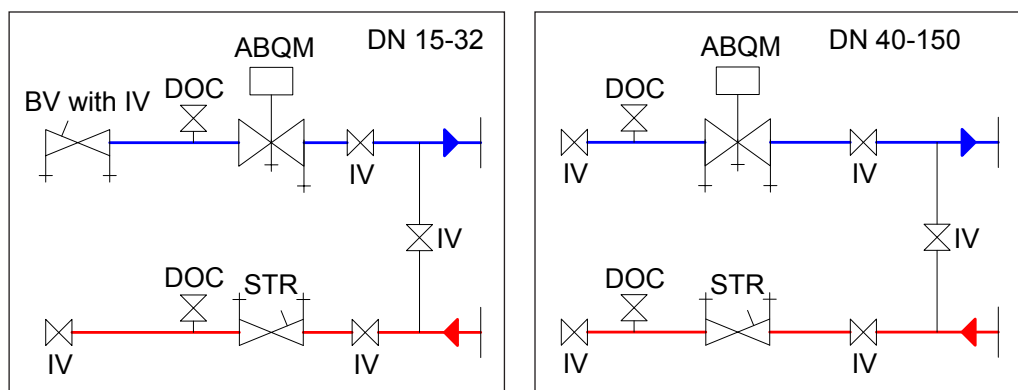 DN 15-32
ABQM
DOC
BV with IV
IV
IV
DOC
STR
IV
IV
DN 40-150
ABQM
DOC
IV
IV
IV
DOC
STR
IV
IV